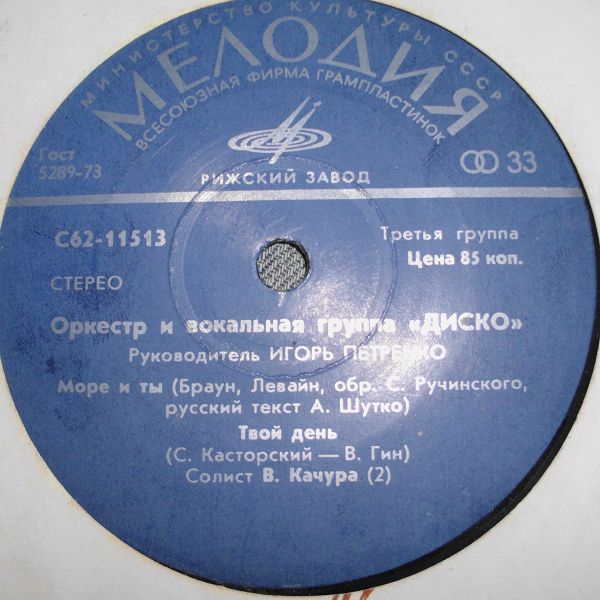 МИНИСТЕРСТВО КУЛЬТУРЫ СССР
МЕЛОДИЯ
ВСЕСОЮЗНАЯ ФИРМА ГРАМПЛАСТИНОК
Гост
5289-73
33
РИЖСКИЙ ЗАВОД
С62-11513
Третья группа
Цена 85 коп.
СТЕРЕО
Оркестр и вокальная группа «ДИСКО»
Руководитель ИГОРЬ ПЕТРЕНКО
Море и ты (Браун, Левайн, обр. С. Ручинского,
русский текст А. Шутко)
Твой день
(С. Касторский — В. Гин)
Солист В. Качура (2)